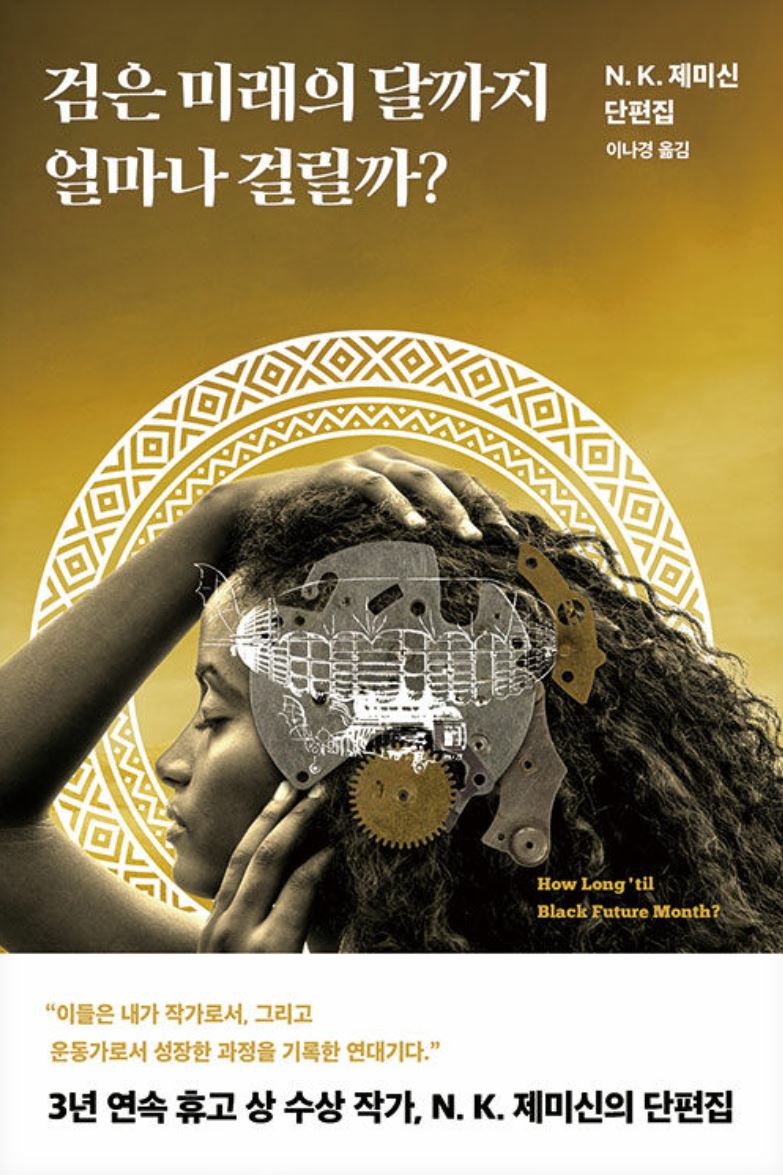 검은 미래의 달까지
얼마나 걸릴까?
N. K. 제미신
단편집
이나경 옮김
How Long 'til
Black Future Month?
“이들은 내가 작가로서, 그리고
운동가로서 성장한 과정을 기록한 연대기다.”
3년 연속 휴고 상 수상 작가, N. K. 제미신의 단편집